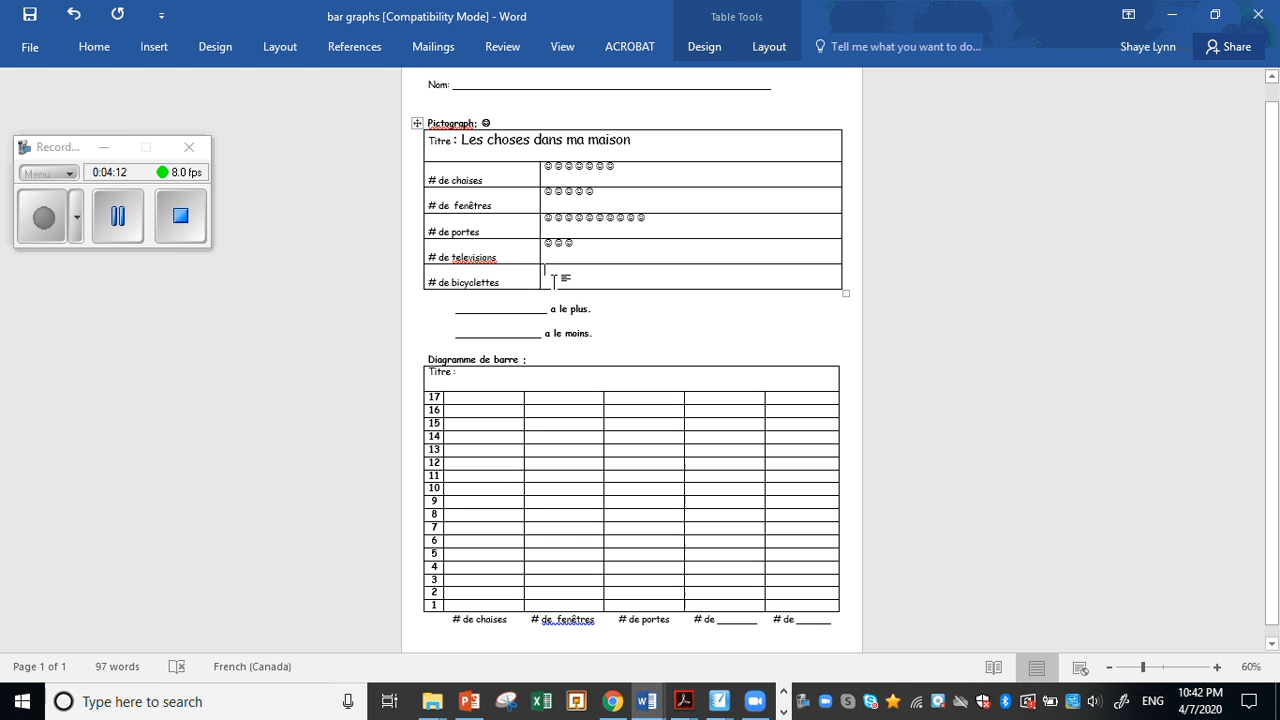 bar graphs [Compatibility Mode] - Word
Table Tools
File Home Insert Design Layout References Mailings Review View ACROBAT Design Layout Tell me what you want to do... Shaye Lynn Share
Nom: ____________________
Record...
Menu 0:04:12 8.0 fps
Pictograph: ☺
Titre : Les choses dans ma maison
# de chaises ☺☺☺☺☺☺☺
# de fenêtres ☺☺☺☺☺
# de portes ☺☺☺☺☺☺☺☺☺☺
# de televisions ☺☺☺
# de bicyclettes
_______________ a le plus.
_______________ a le moins.
Diagramme de barre :
Titre :
17
16
15
14
13
12
11
10
9
8
7
6
5
4
3
2
1
# de chaises # de fenêtres # de portes # de _______ # de ______
Page 1 of 1 97 words French (Canada) 60%
Type here to search
ENG
10:42 PM
4/7/2020